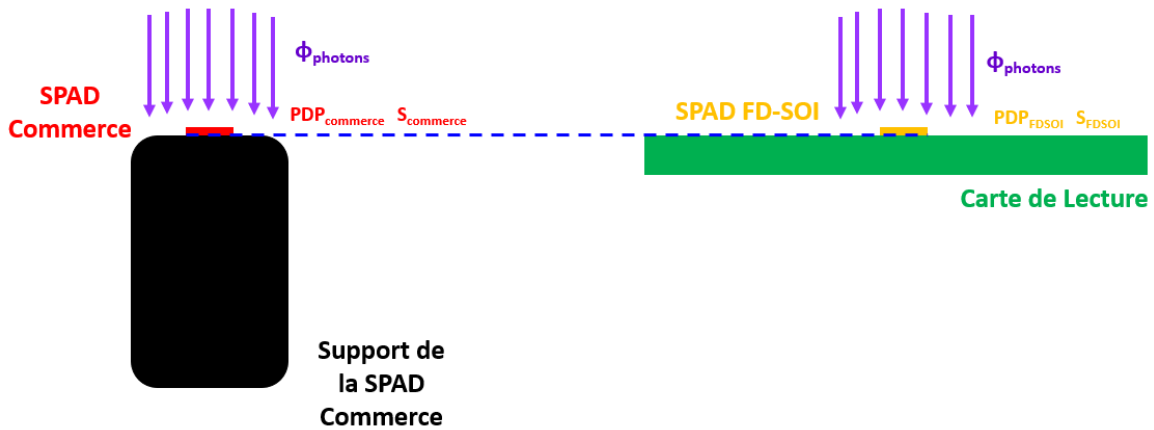 Φphotons
Φphotons
SPAD
Commerce
PDPcommerce Scommerce
SPAD FD-SOI
PDPFDSOI SFDSOI
Carte de Lecture
Support de
la SPAD
Commerce